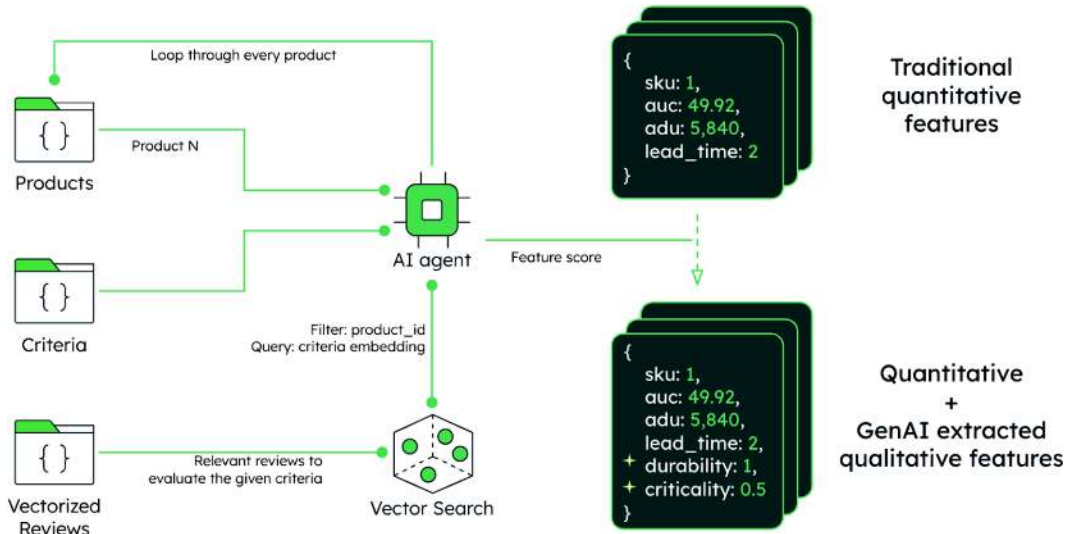 Loop through every product
{ }
Product N
Products
{ }
Criteria
AI agent
Feature score
Filter: product_id
Query: criteria embedding
{ }
Vectorized
Reviews
Relevant reviews to
evaluate the given criteria
Vector Search
{
sku: 1,
auc: 49.92,
adu: 5,840,
lead_time: 2
}
Traditional
quantitative
features
{
sku: 1,
auc: 49.92,
adu: 5,840,
lead_time: 2,
durability: 1,
criticality: 0.5
}
Quantitative
+
GenAI extracted
qualitative features